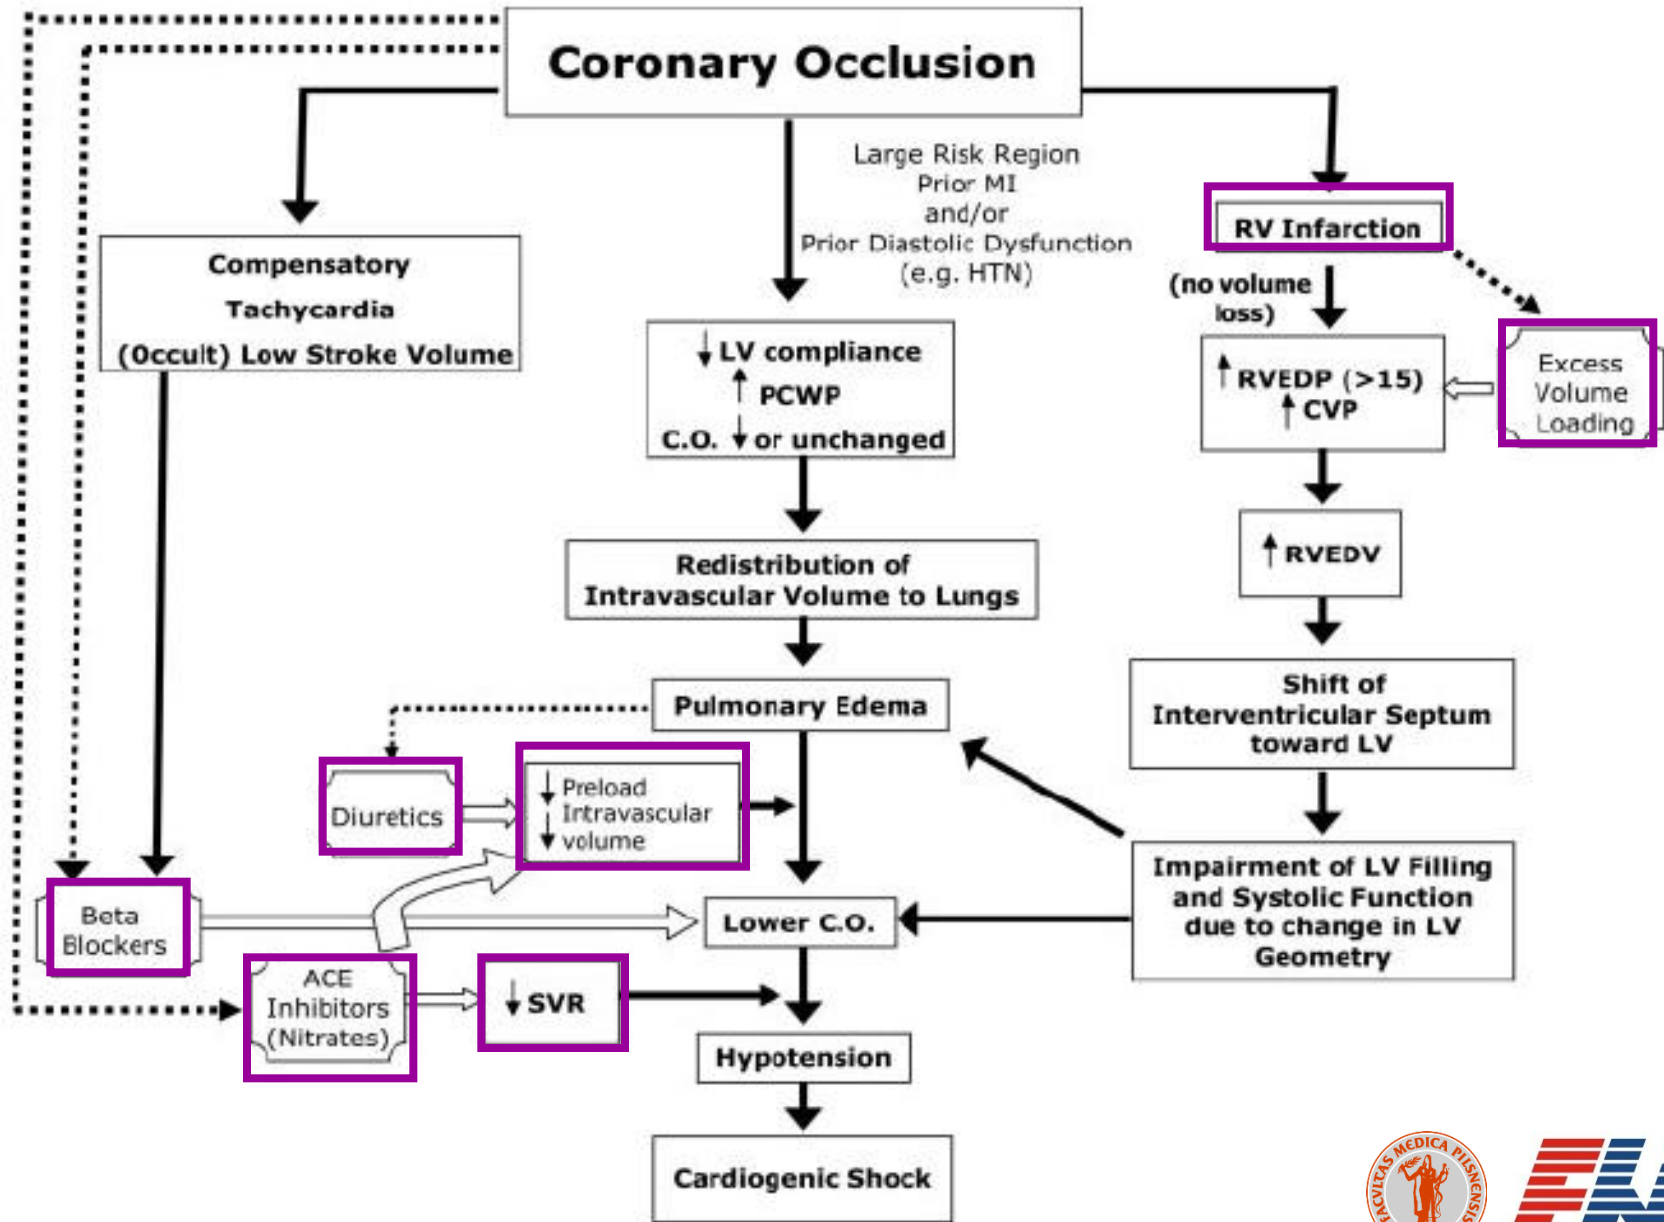 Coronary Occlusion
Large Risk Region
Prior MI
and/or
Prior Diastolic Dysfunction
(e.g. HTN)
RV Infarction
Compensatory
Tachycardia
(Occult) Low Stroke Volume
(no volume
loss)
↓ LV compliance
↑ PCWP
C.O. ↓ or unchanged
↑ RVEDP (>15)
↑ CVP
Excess
Volume
Loading
↑ RVEDV
Redistribution of
Intravascular Volume to Lungs
Pulmonary Edema
Shift of
Interventricular Septum
toward LV
Diuretics
↓ Preload
Intravascular
↓ volume
Impairment of LV Filling
and Systolic Function
due to change in LV
Geometry
Beta
Blockers
Lower C.O.
ACE
Inhibitors
(Nitrates)
↓ SVR
Hypotension
Cardiogenic Shock
FACVLTAS MEDICA PILSNENSIS